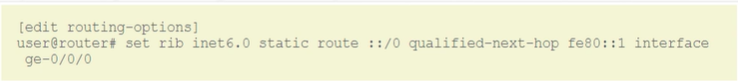 [edit routing-options]
user@router# set rib inet6.0 static route ::/0 qualified-next-hop fe80::1 interface
ge-0/0/0